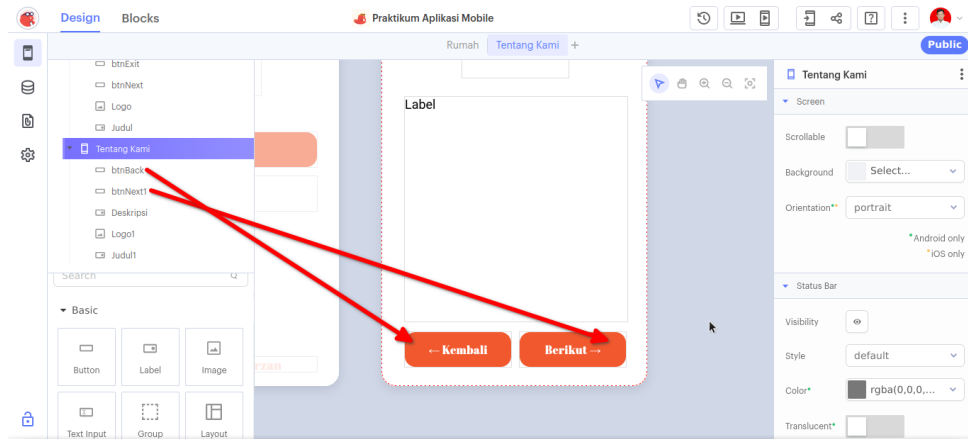 Design
Blocks
Praktikum Aplikasi Mobile
Rumah
Tentang Kami
+
Public
btnExit
btnNext
Logo
Judul
Tentang Kami
btnBack
btnNext1
Deskripsi
Logo1
Judul1
Search
Basic
Button
Label
Image
Text Input
Group
Layout
Label
← Kembali
Berikut →
Tentang Kami
Screen
Scrollable
Background
Select...
Orientation**
portrait
*Android only
*iOS only
Status Bar
Visibility
Style
default
Color*
rgba(0,0,0,...
Translucent*